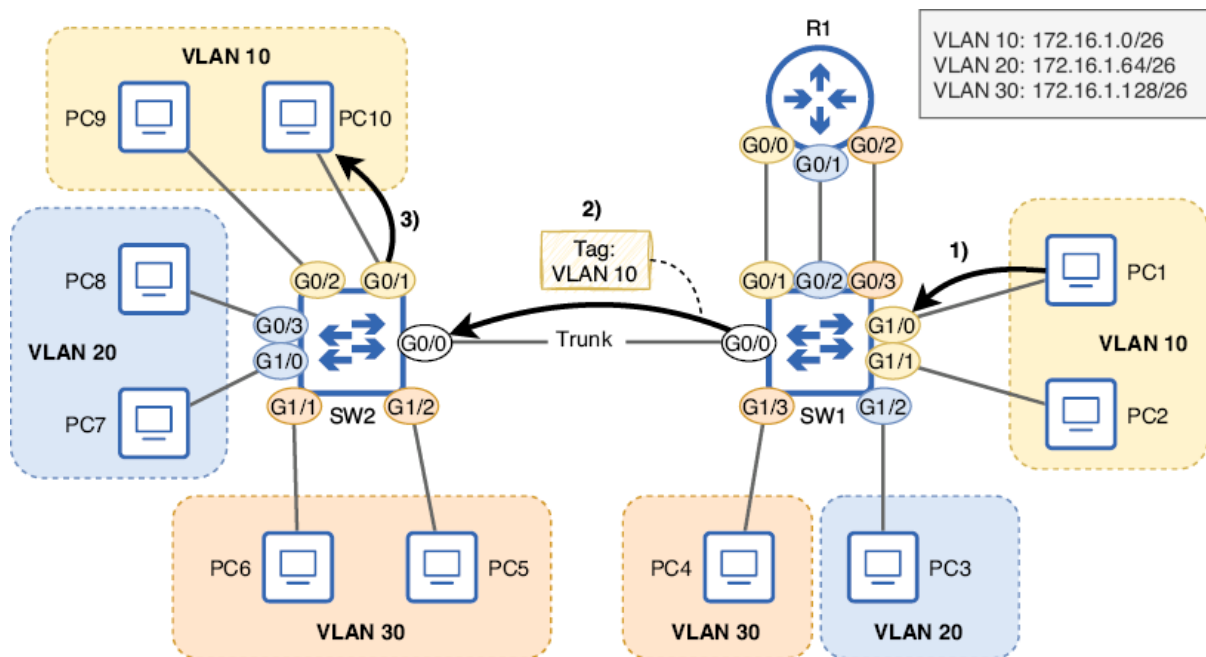 R1
VLAN 10: 172.16.1.0/26
VLAN 20: 172.16.1.64/26
VLAN 30: 172.16.1.128/26
VLAN 10
PC9
PC10
G0/0
G0/1
G0/2
3)
2)
Tag:
VLAN 10
1)
PC8
VLAN 20
PC7
G0/2
G0/1
G0/3
G1/0
G0/0
G1/1
G1/2
SW2
Trunk
G0/1
G0/2
G0/3
G0/0
G1/0
G1/1
G1/3
G1/2
SW1
PC1
VLAN 10
PC2
PC6
PC5
VLAN 30
PC4
VLAN 30
PC3
VLAN 20